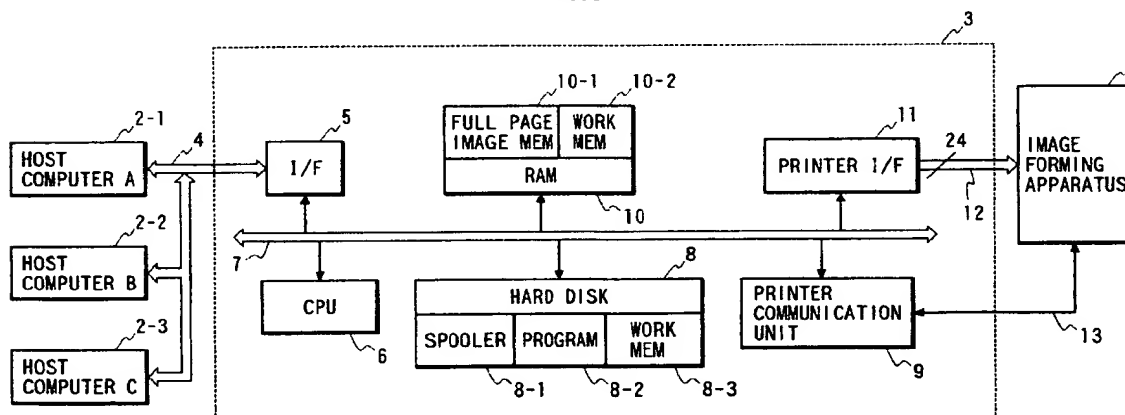 3
10-1
10-2
2-1
4
5
11
24
HOST
COMPUTER A
I/F
FULL PAGE
IMAGE MEM
WORK
MEM
RAM
10
PRINTER I/F
12
IMAGE
FORMING
APPARATUS
2-2
HOST
COMPUTER B
7
8
CPU
6
HARD DISK
SPOOLER
PROGRAM
WORK
MEM
8-1
8-2
8-3
PRINTER
COMMUNICATION
UNIT
9
13
2-3
HOST
COMPUTER C